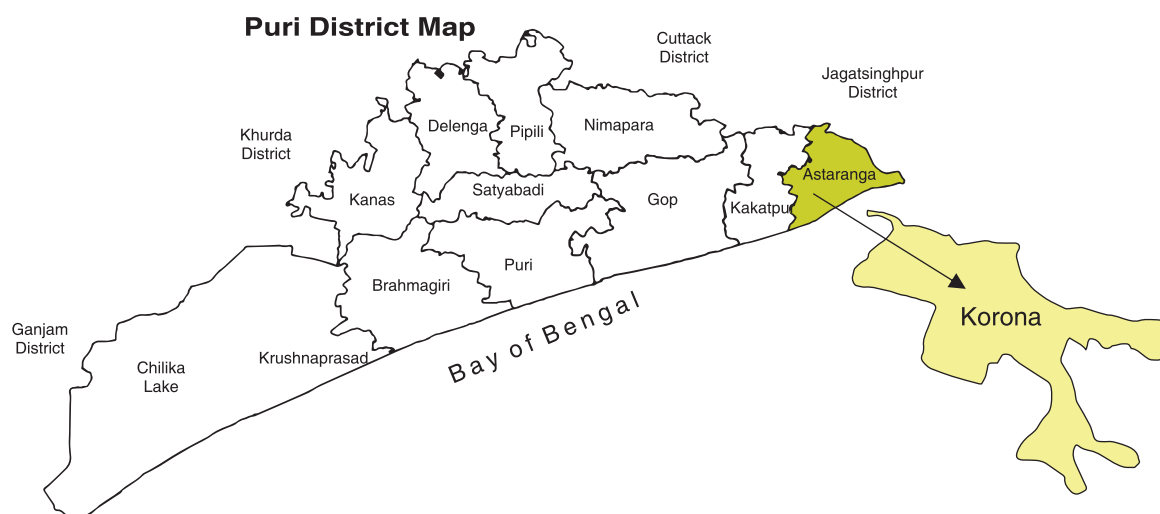 Puri District Map
Cuttack
District
Jagatsinghpur
District
Khurda
District
Delenga
Pipili
Nimapara
Astaranga
Kanas
Satyabadi
Gop
Kakatpur
Puri
Brahmagiri
Korona
Ganjam
District
Krushnaprasad
Bay of Bengal
Chilika
Lake